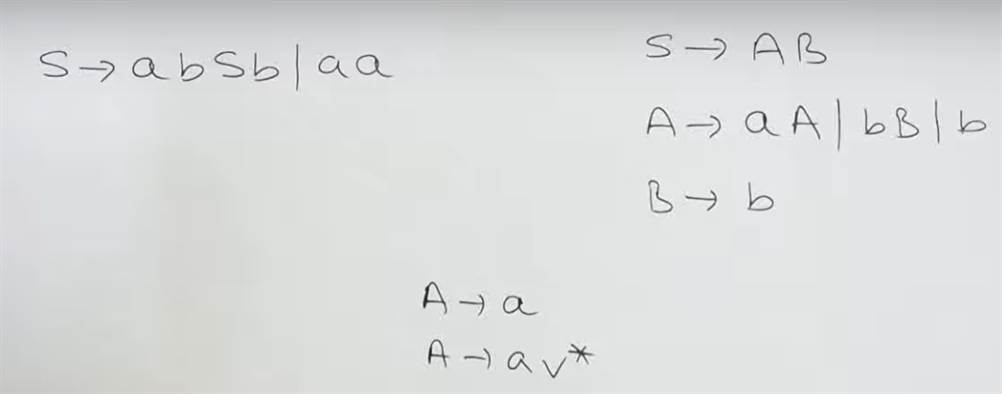 S → abSb | aa
S → AB
A → aA | bB | b
B → b
A → a
A → av*